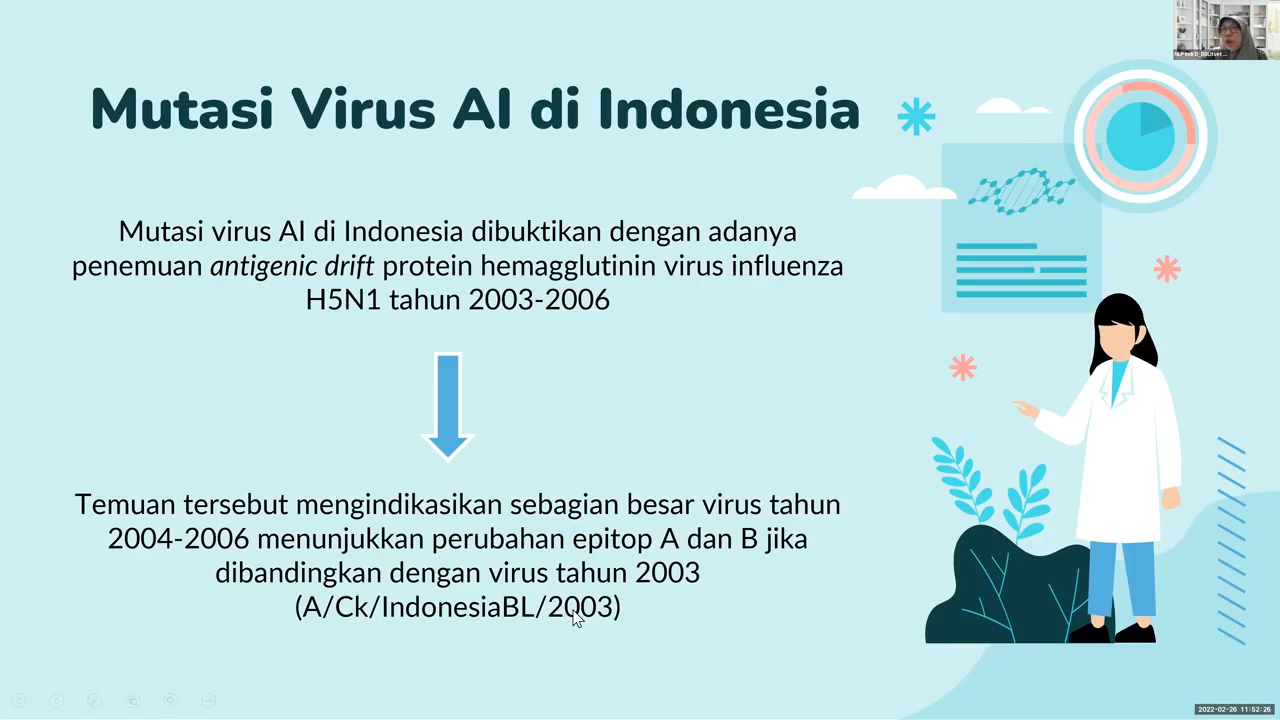 Mutasi Virus AI di Indonesia
Mutasi virus AI di Indonesia dibuktikan dengan adanya
penemuan antigenic drift protein hemagglutinin virus influenza
H5N1 tahun 2003-2006
Temuan tersebut mengindikasikan sebagian besar virus tahun
2004-2006 menunjukkan perubahan epitop A dan B jika
dibandingkan dengan virus tahun 2003
(A/Ck/IndonesiaBL/2003)
2022-02-26 11:52:26